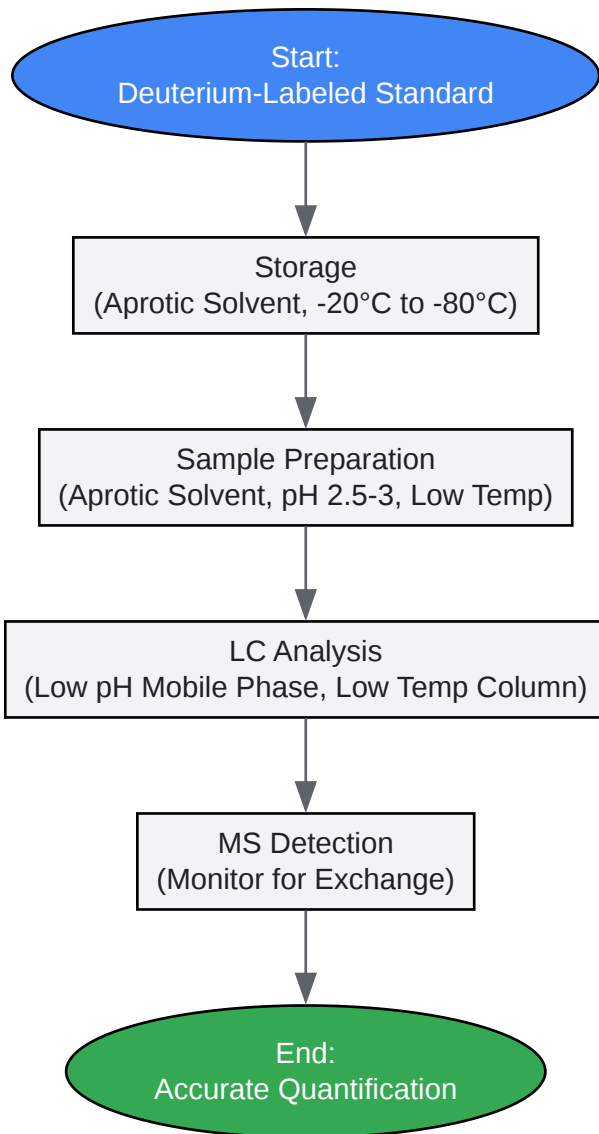 Start:
Deuterium-Labeled Standard
Storage
(Aprotic Solvent, -20°C to -80°C)
Sample Preparation
(Aprotic Solvent, pH 2.5-3, Low Temp)
LC Analysis
(Low pH Mobile Phase, Low Temp Column)
MS Detection
(Monitor for Exchange)
End:
Accurate Quantification